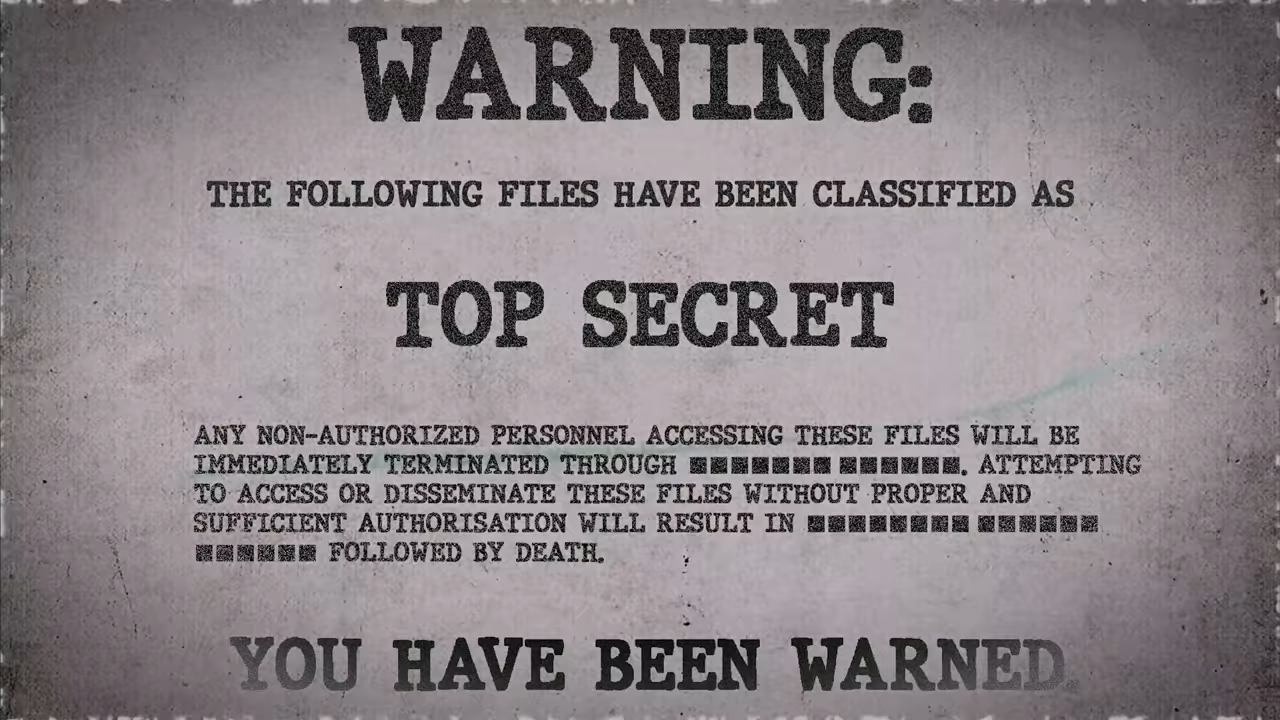 WARNING:
THE FOLLOWING FILES HAVE BEEN CLASSIFIED AS
TOP SECRET
ANY NON-AUTHORIZED PERSONNEL ACCESSING THESE FILES WILL BE
IMMEDIATELY TERMINATED THROUGH ■■■■■■■ ■■■■■■. ATTEMPTING
TO ACCESS OR DISSEMINATE THESE FILES WITHOUT PROPER AND
SUFFICIENT AUTHORISATION WILL RESULT IN ■■■■■■■■ ■■■■■■
■■■■■■ FOLLOWED BY DEATH.
YOU HAVE BEEN WARNED.